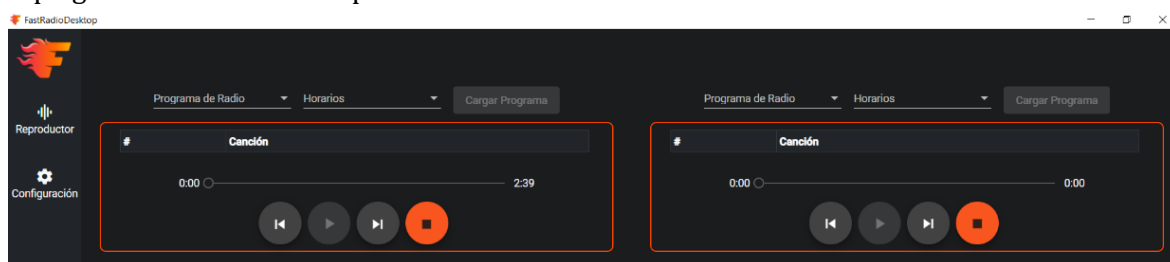 FastRadioDesktop
Reproductor
Configuración
Programa de Radio Horarios Cargar Programa
# Canción
0:00 2:39
Programa de Radio Horarios Cargar Programa
# Canción
0:00 0:00